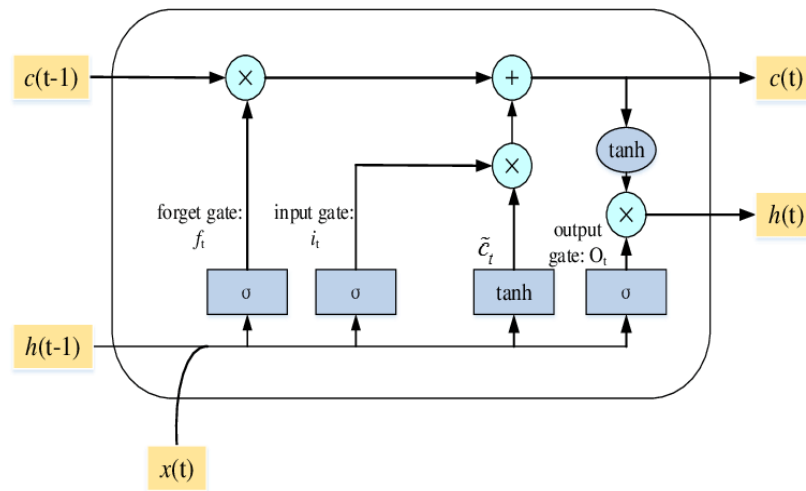 c(t-1)
×
+
c(t)
tanh
×
forget gate:
f_t
input gate:
i_t
c̃_t
output
gate: O_t
×
h(t)
σ
σ
tanh
σ
h(t-1)
x(t)